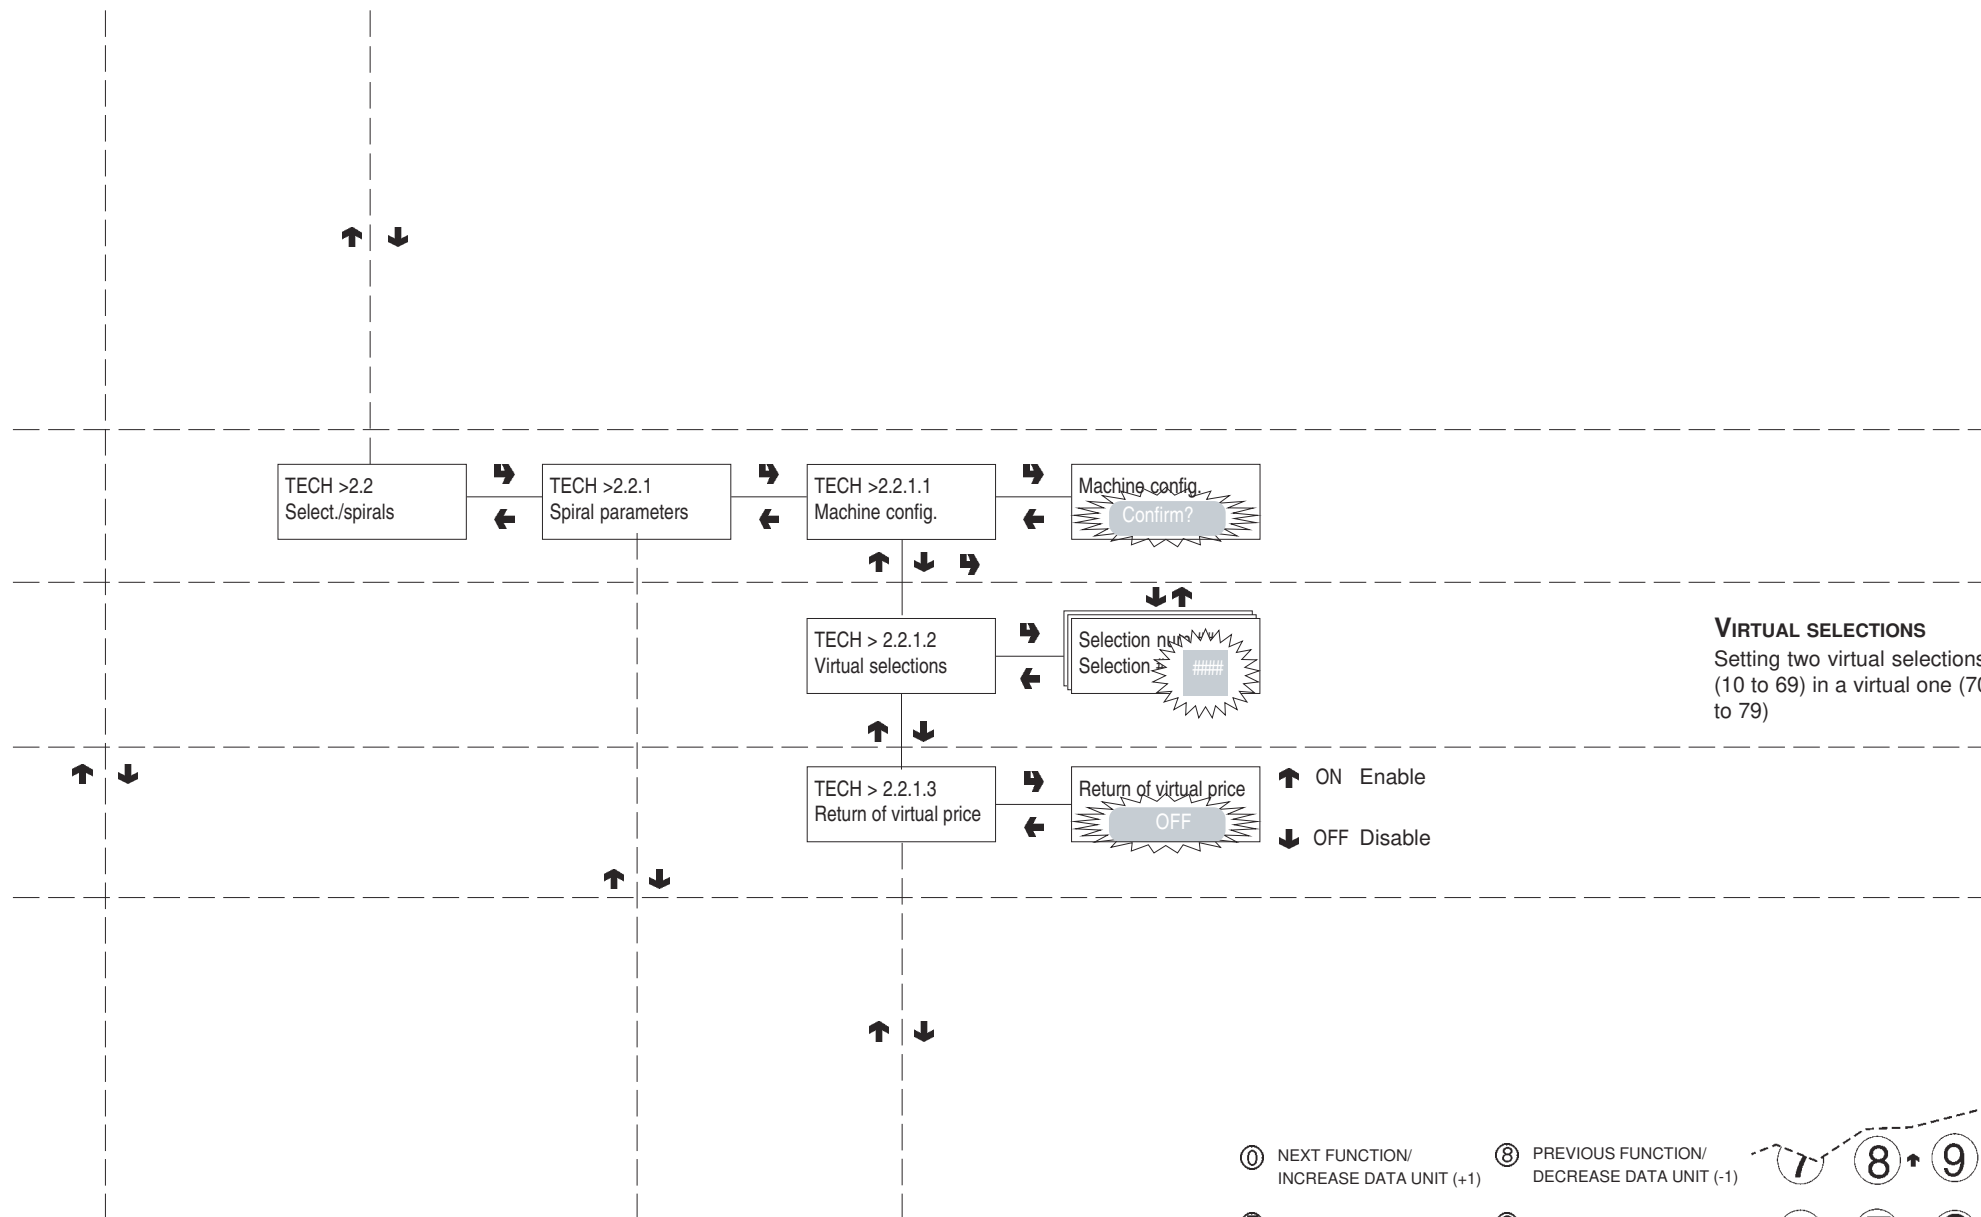 TECH >2.2
Select./spirals
TECH >2.2.1
Spiral parameters
TECH >2.2.1.1
Machine config.
Machine config.
Confirm?
TECH > 2.2.1.2
Virtual selections
Selection
Selection
####
VIRTUAL SELECTIONS
Setting two virtual selections
(10 to 69) in a virtual one (70
to 79)
TECH > 2.2.1.3
Return of virtual price
Return of virtual price
OFF
ON Enable
OFF Disable
0 NEXT FUNCTION/
INCREASE DATA UNIT (+1)
8 PREVIOUS FUNCTION/
DECREASE DATA UNIT (-1)
7 8 9